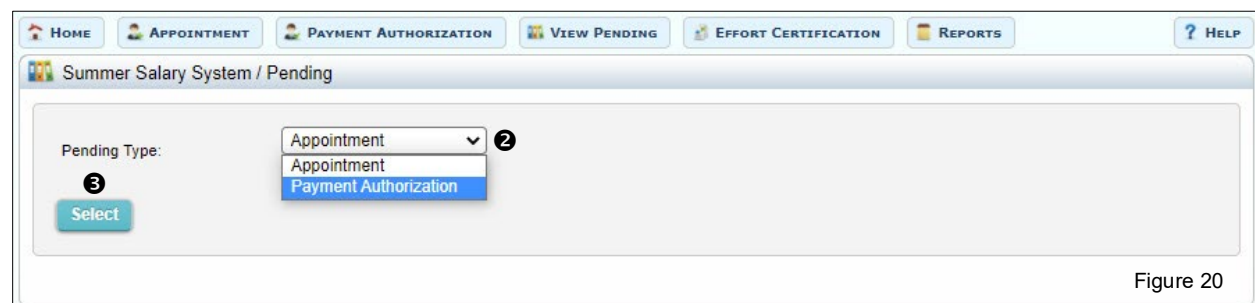 HOME APPOINTMENT PAYMENT AUTHORIZATION VIEW PENDING EFFORT CERTIFICATION REPORTS ? HELP
Summer Salary System / Pending
Pending Type: Appointment ❷
Appointment
Payment Authorization
❸
Select
Figure 20